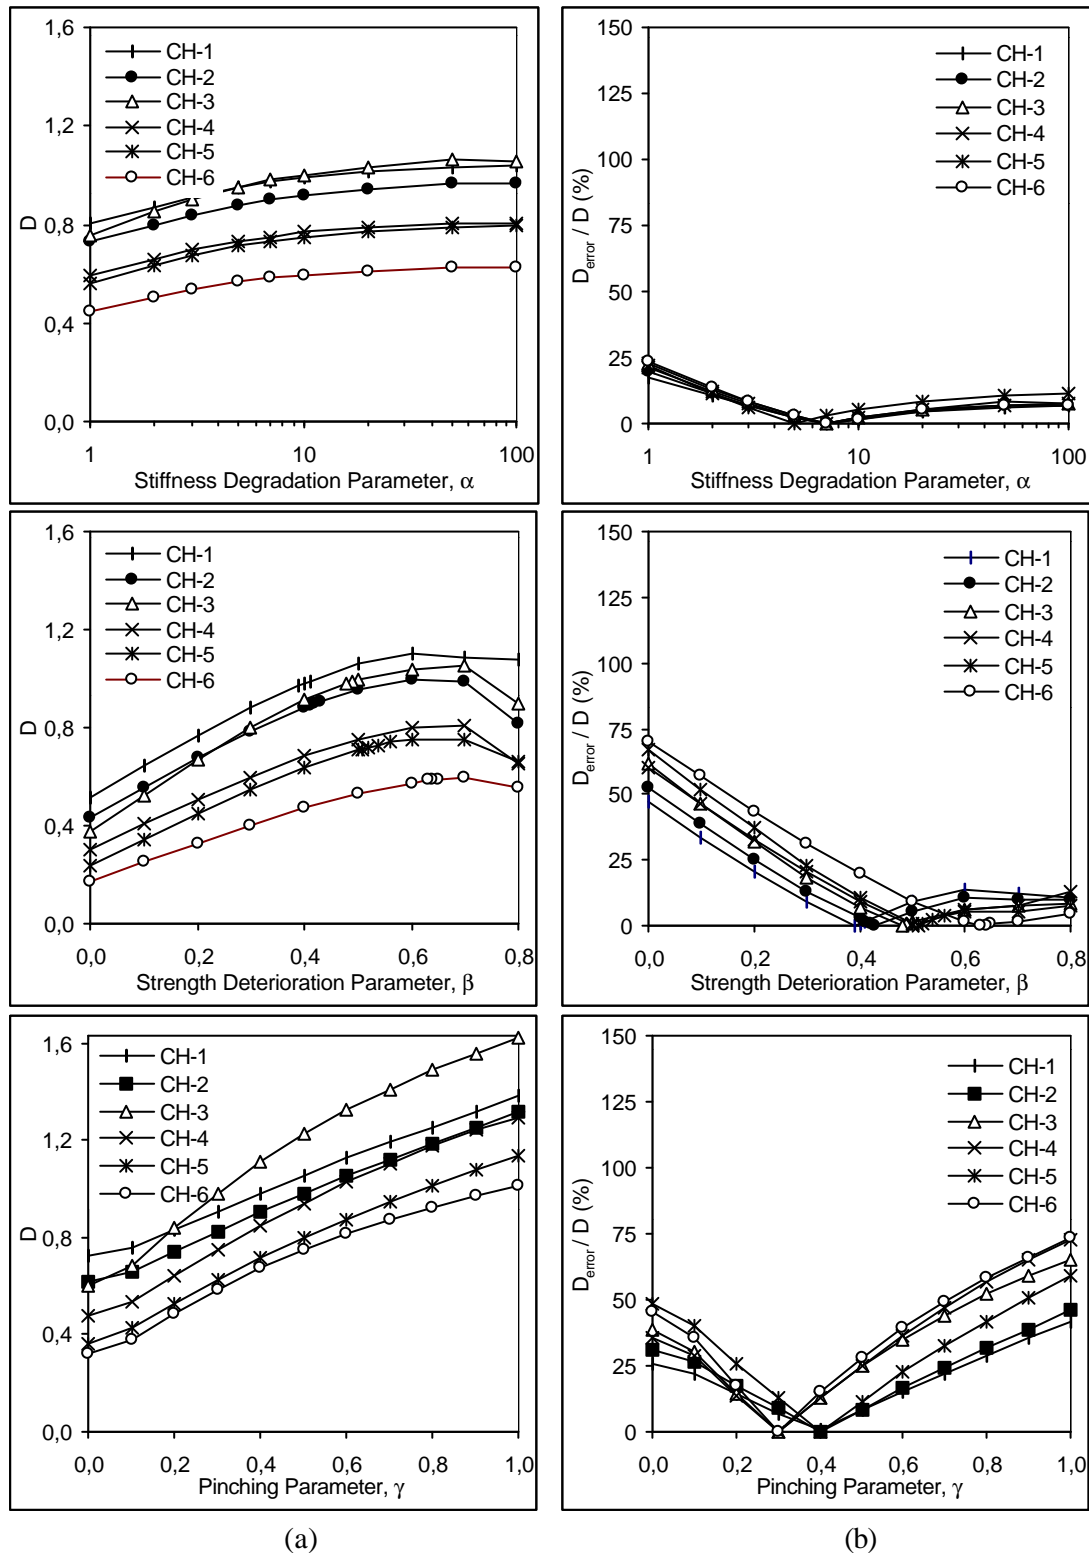 1,6
1,2
0,8
0,4
0,0
D
CH-1
CH-2
CH-3
CH-4
CH-5
CH-6
1 10 100
Stiffness Degradation Parameter, α
150
125
100
75
50
25
0
D_error / D (%)
CH-1
CH-2
CH-3
CH-4
CH-5
CH-6
1 10 100
Stiffness Degradation Parameter, α
1,6
1,2
0,8
0,4
0,0
D
CH-1
CH-2
CH-3
CH-4
CH-5
CH-6
0,0 0,2 0,4 0,6 0,8
Strength Deterioration Parameter, β
150
125
100
75
50
25
0
D_error / D (%)
CH-1
CH-2
CH-3
CH-4
CH-5
CH-6
0,0 0,2 0,4 0,6 0,8
Strength Deterioration Parameter, β
1,6
1,2
0,8
0,4
0,0
D
CH-1
CH-2
CH-3
CH-4
CH-5
CH-6
0,0 0,2 0,4 0,6 0,8 1,0
Pinching Parameter, γ
150
125
100
75
50
25
0
D_error / D (%)
CH-1
CH-2
CH-3
CH-4
CH-5
CH-6
0,0 0,2 0,4 0,6 0,8 1,0
Pinching Parameter, γ
(a)
(b)